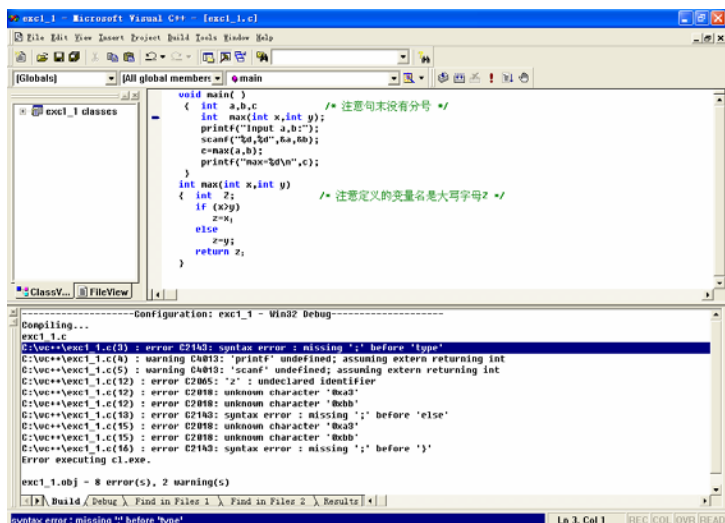 exc1_1 - Microsoft Visual C++ - [exc1_1.c]
File Edit View Insert Project Build Tools Window Help
(Globals) [All global members main
exc1_1 classes
void main( )
{ int a,b,c /* 注意句末没有分号 */
int max(int x,int y);
printf("Input a,b:");
scanf("%d,%d",&a,&b);
c=max(a,b);
printf("max=%d\n",c);
}
int max(int x,int y)
{ int Z; /* 注意定义的变量名是大写字母Z */
if (x>y)
z=x;
else
z=y;
return z;
}
ClassV... FileView
--------------------Configuration: exc1_1 - Win32 Debug--------------------
Compiling...
exc1_1.c
C:\vc++\exc1_1.c(3) : error C2143: syntax error : missing ';' before 'type'
C:\vc++\exc1_1.c(4) : warning C4013: 'printf' undefined; assuming extern returning int
C:\vc++\exc1_1.c(5) : warning C4013: 'scanf' undefined; assuming extern returning int
C:\vc++\exc1_1.c(12) : error C2065: 'z' : undeclared identifier
C:\vc++\exc1_1.c(12) : error C2018: unknown character '0xa3'
C:\vc++\exc1_1.c(12) : error C2018: unknown character '0xbb'
C:\vc++\exc1_1.c(13) : error C2143: syntax error : missing ';' before 'else'
C:\vc++\exc1_1.c(15) : error C2018: unknown character '0xa3'
C:\vc++\exc1_1.c(15) : error C2018: unknown character '0xbb'
C:\vc++\exc1_1.c(16) : error C2143: syntax error : missing ';' before '}'
Error executing cl.exe.
exc1_1.obj - 8 error(s), 2 warning(s)
Build Debug Find in Files 1 Find in Files 2 Results
syntax error : missing ';' before 'type' Ln 3, Col 1 REC COL OVR READ